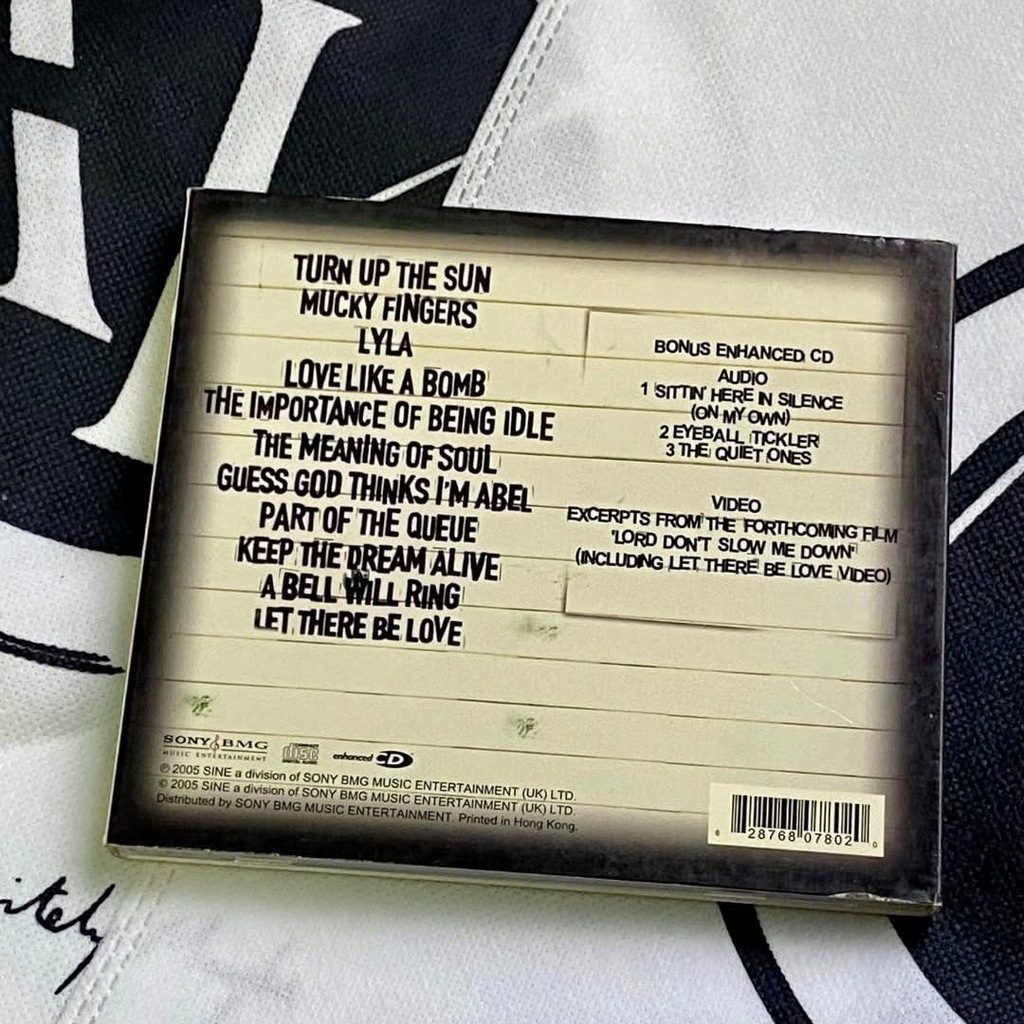 TURN UP THE SUN
MUCKY FINGERS
LYLA
LOVE LIKE A BOMB
THE IMPORTANCE OF BEING IDLE
THE MEANING OF SOUL
GUESS GOD THINKS I'M ABEL
PART OF THE QUEUE
KEEP THE DREAM ALIVE
A BELL WILL RING
LET THERE BE LOVE
BONUS ENHANCED CD
AUDIO
1 SITTIN' HERE IN SILENCE
(ON MY OWN)
2 EYEBALL TICKLER
3 THE QUIET ONES
VIDEO
EXCERPTS FROM THE FORTHCOMING FILM
'LORD DON'T SLOW ME DOWN'
(INCLUDING LET THERE BE LOVE VIDEO)
SONY BMG
MUSIC ENTERTAINMENT
disc
enhanced CD
℗ 2005 SINE a division of SONY BMG MUSIC ENTERTAINMENT (UK) LTD.
© 2005 SINE a division of SONY BMG MUSIC ENTERTAINMENT (UK) LTD.
Distributed by SONY BMG MUSIC ENTERTAINMENT. Printed in Hong Kong.
8 28768 07802 0